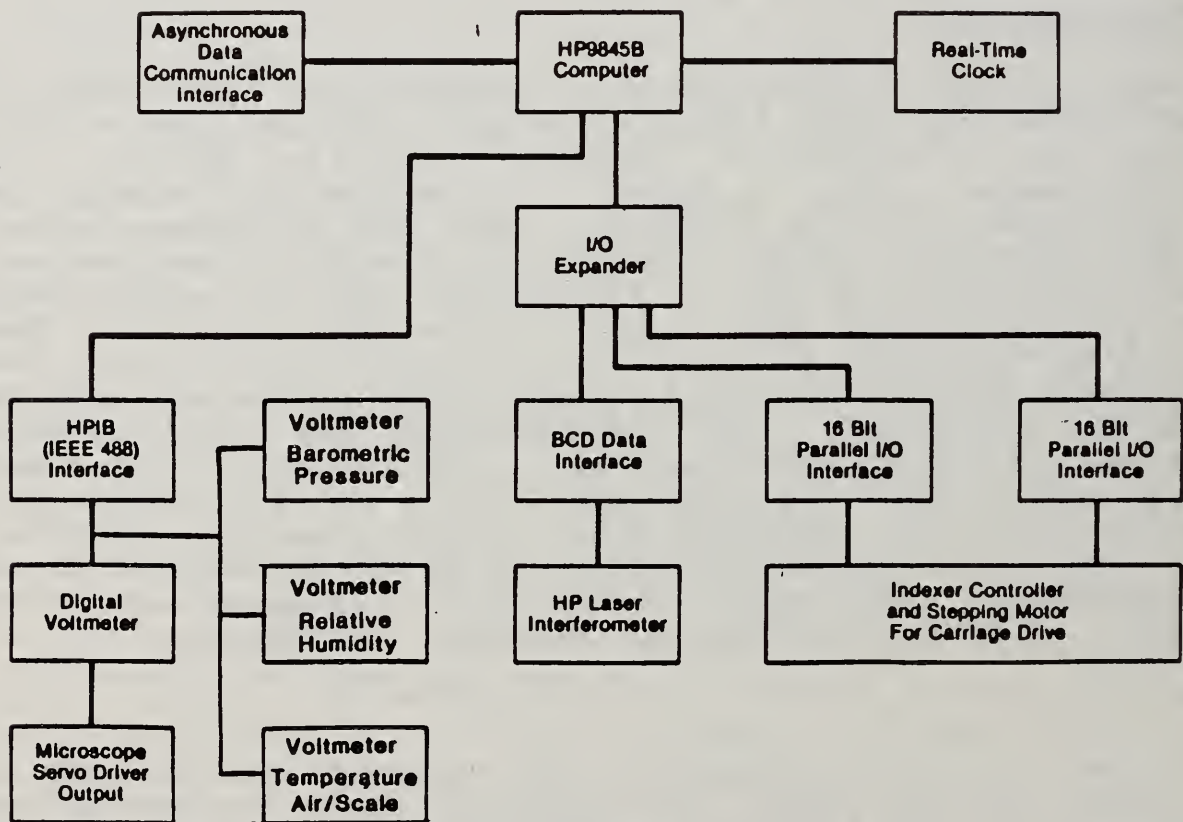 Asynchronous
Data
Communication
Interface
HP9845B
Computer
Real-Time
Clock
I/O
Expander
HPIB
(IEEE 488)
Interface
Voltmeter
Barometric
Pressure
BCD Data
Interface
16 Bit
Parallel I/O
Interface
16 Bit
Parallel I/O
Interface
Digital
Voltmeter
Voltmeter
Relative
Humidity
HP Laser
Interferometer
Indexer Controller
and Stepping Motor
For Carriage Drive
Microscope
Servo Driver
Output
Voltmeter
Temperature
Air/Scale